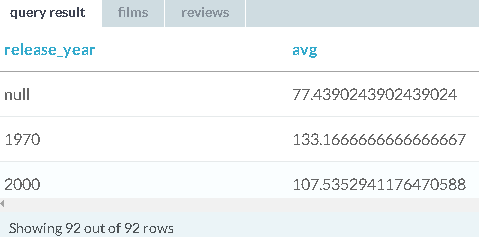 query result films reviews
release_year avg
null 77.4390243902439024
1970 133.1666666666666667
2000 107.5352941176470588
Showing 92 out of 92 rows